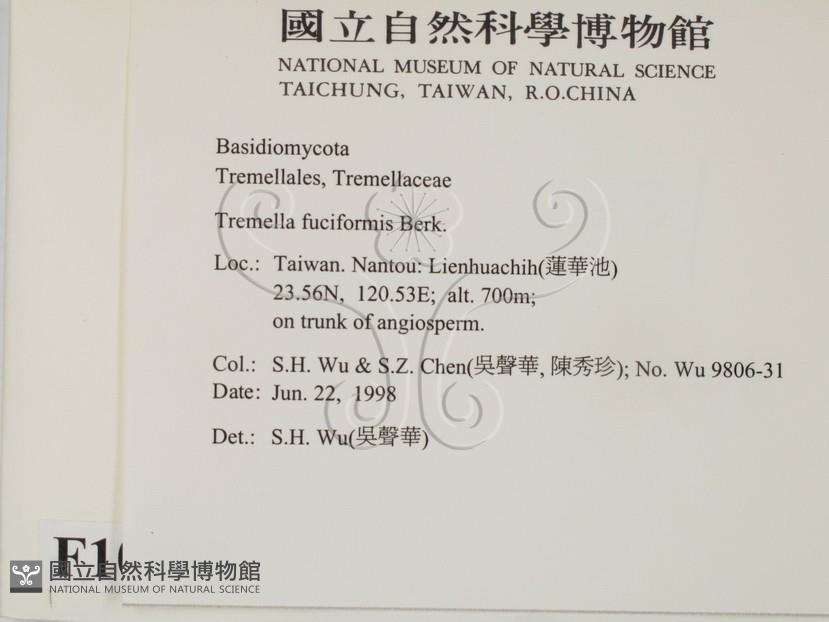 國立自然科學博物館
NATIONAL MUSEUM OF NATURAL SCIENCE
TAICHUNG, TAIWAN, R.O.CHINA
Basidiomycota
Tremellales, Tremellaceae
Tremella fuciformis Berk.
Loc.: Taiwan. Nantou: Lienhuachih(蓮華池)
23.56N, 120.53E; alt. 700m;
on trunk of angiosperm.
Col.: S.H. Wu & S.Z. Chen(吳聲華, 陳秀珍); No. Wu 9806-31
Date: Jun. 22, 1998
Det.: S.H. Wu(吳聲華)
國立自然科學博物館
NATIONAL MUSEUM OF NATURAL SCIENCE